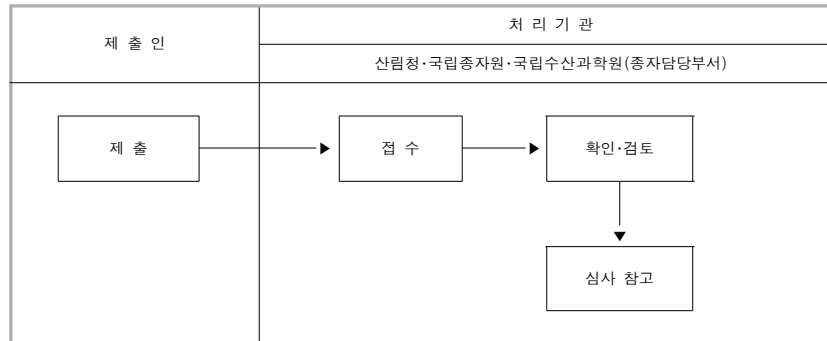 제 출 인
처 리 기 관
산림청·국립종자원·국립수산과학원(종자담당부서)
제 출
접 수
확인·검토
심사 참고